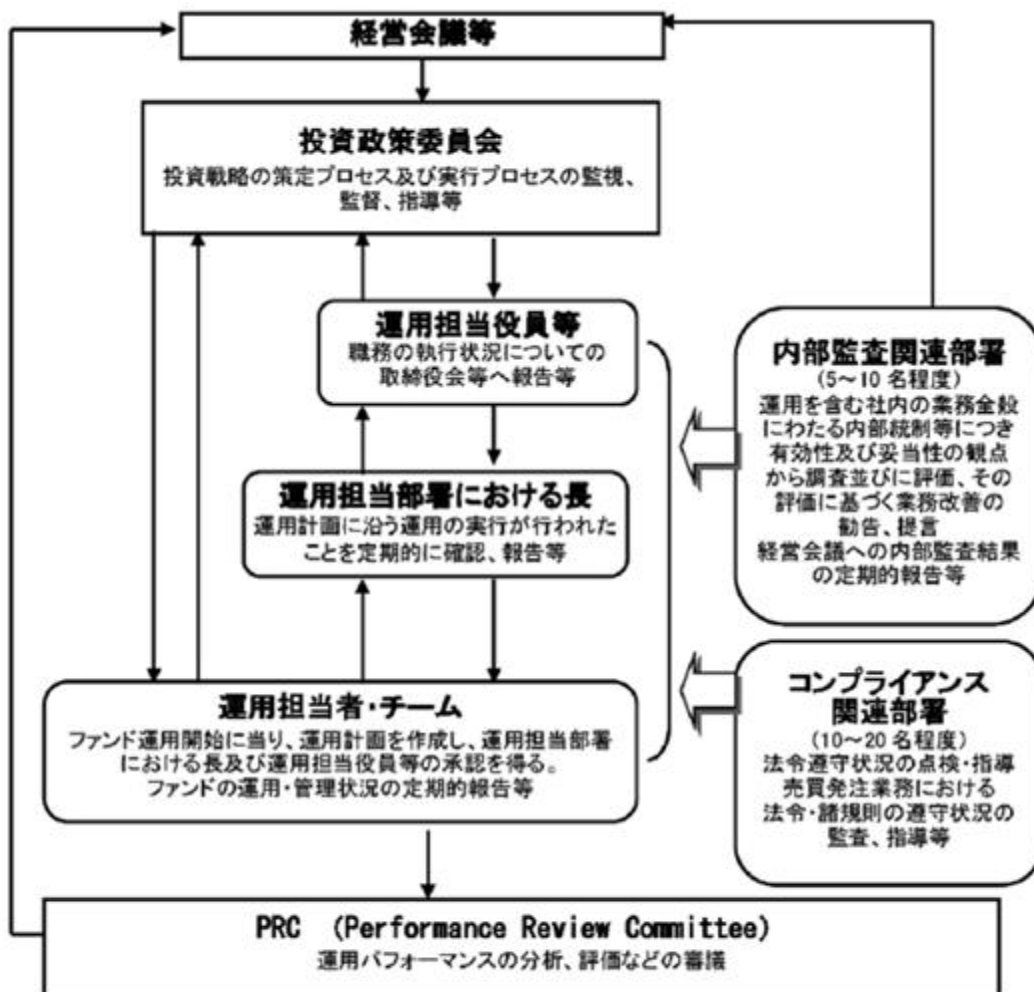 経営会議等
投資政策委員会
投資戦略の策定プロセス及び実行プロセスの監視、
監督、指導等
運用担当役員等
職務の執行状況についての
取締役会等へ報告等
運用担当部署における長
運用計画に沿う運用の実行が行われた
ことを定期的に確認、報告等
運用担当者・チーム
ファンド運用開始に当り、運用計画を作成し、運用担当部署
における長及び運用担当役員等の承認を得る。
ファンドの運用・管理状況の定期的報告等
内部監査関連部署
(5～10 名程度)
運用を含む社内の業務全般
にわたる内部統制等につき
有効性及び妥当性の観点
から調査並びに評価、その
評価に基づく業務改善の
勧告、提言
経営会議への内部監査結果
の定期的報告等
コンプライアンス
関連部署
(10～20 名程度)
法令遵守状況の点検・指導
売買発注業務における
法令・諸規則の遵守状況の
監査、指導等
PRC (Performance Review Committee)
運用パフォーマンスの分析、評価などの審議